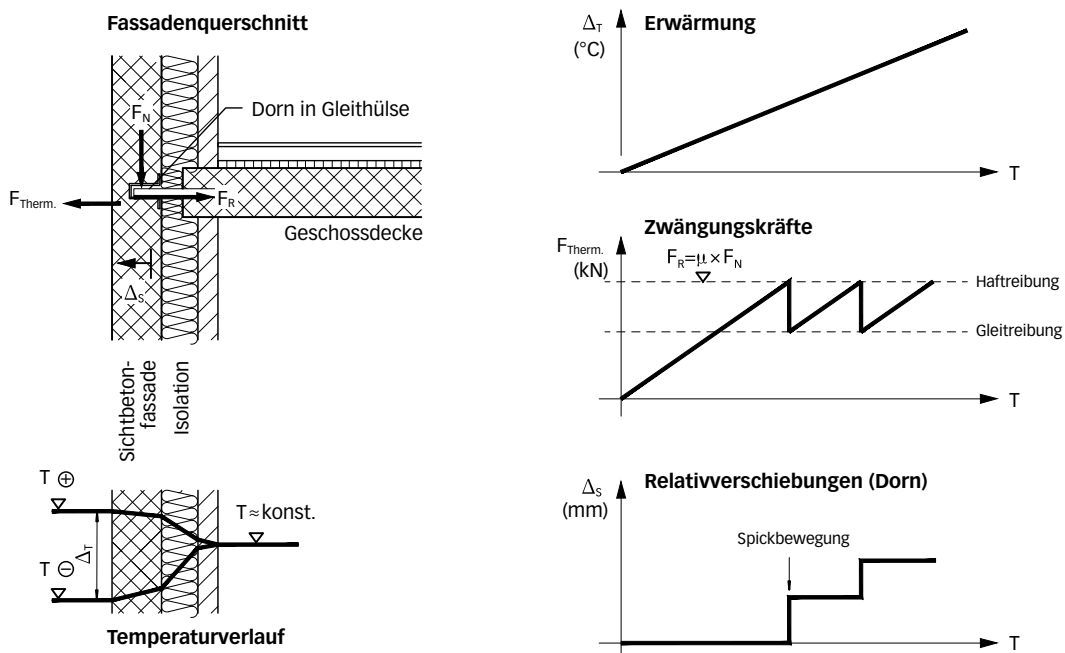 Fassadenquerschnitt
F_N
Dorn in Gleithülse
F_Therm.
F_R
Geschossdecke
Δ_S
Sichtbeton-
fassade
Isolation
T ⊕
T≈konst.
Δ_T
T ⊖
Temperaturverlauf
Δ_T
(°C)
Erwärmung
T
Zwängungskräfte
F_Therm.
(kN)
F_R=μ × F_N
Haftreibung
Gleitreibung
T
Δ_S
(mm)
Relativverschiebungen (Dorn)
Spickbewegung
T